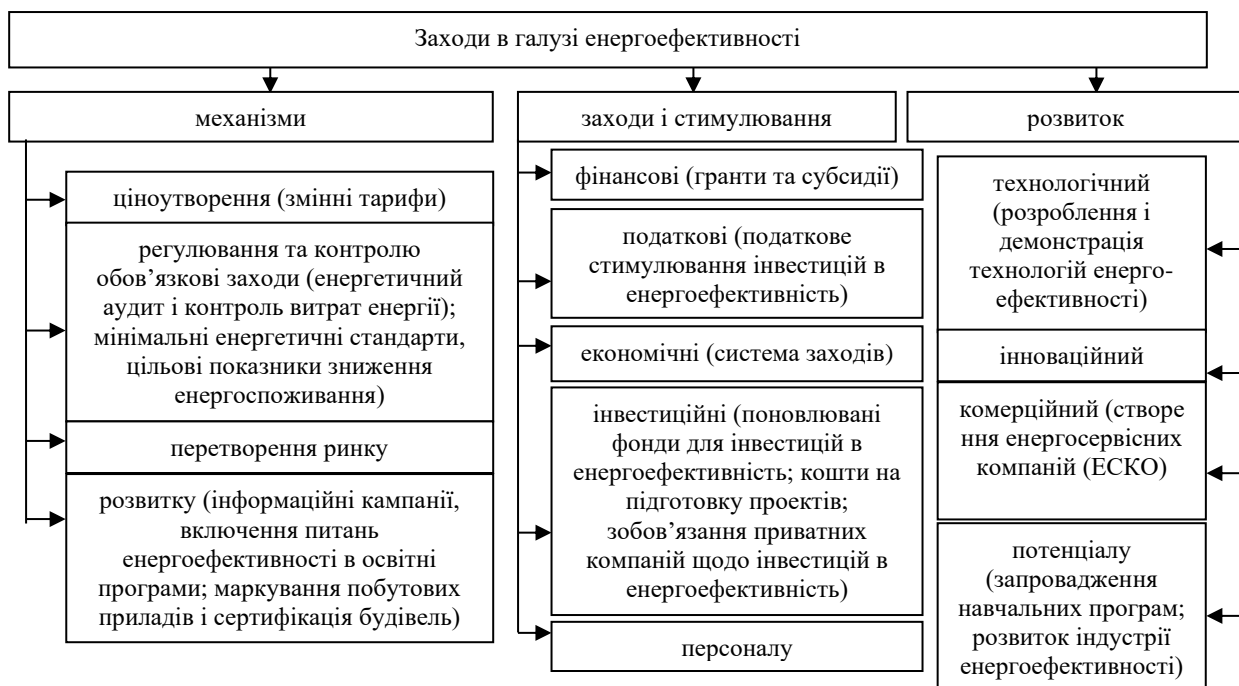 Заходи в галузі енергоефективності
механізми
ціноутворення (змінні тарифи)
регулювання та контролю
обов’язкові заходи (енергетичний
аудит і контроль витрат енергії);
мінімальні енергетичні стандарти,
цільові показники зниження
енергоспоживання)
перетворення ринку
розвитку (інформаційні кампанії,
включення питань
енергоефективності в освітні
програми; маркування побутових
приладів і сертифікація будівель)
заходи і стимулювання
фінансові (гранти та субсидії)
податкові (податкове
стимулювання інвестицій в
енергоефективність)
економічні (система заходів)
інвестиційні (поновлювані
фонди для інвестицій в
енергоефективність; кошти на
підготовку проектів;
зобов’язання приватних
компаній щодо інвестицій в
енергоефективність)
персоналу
розвиток
технологічний
(розроблення і
демонстрація
технологій енерго-
ефективності)
інноваційний
комерційний (створе
ння енергосервісних
компаній (ЕСКО)
потенціалу
(запровадження
навчальних програм;
розвиток індустрії
енергоефективності)